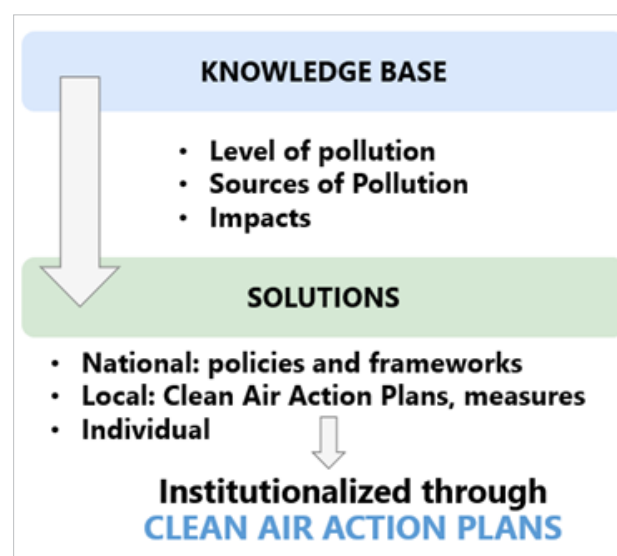 KNOWLEDGE BASE
• Level of pollution
• Sources of Pollution
• Impacts
SOLUTIONS
• National: policies and frameworks
• Local: Clean Air Action Plans, measures
• Individual
Institutionalized through
CLEAN AIR ACTION PLANS